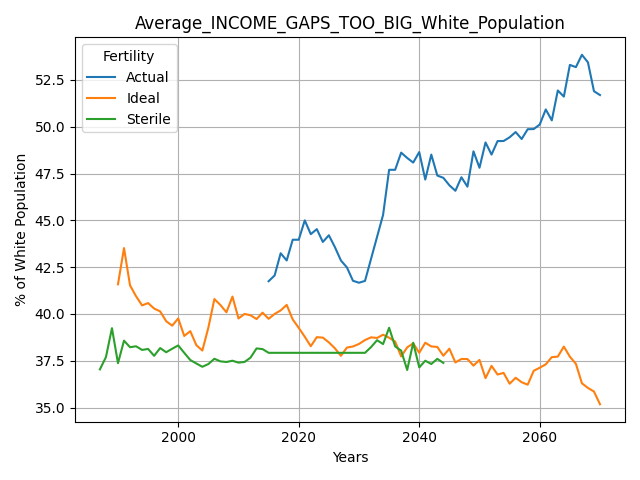 Average_INCOME_GAPS_TOO_BIG_White_Population
Fertility
Actual
Ideal
Sterile
% of White Population
52.5
50.0
47.5
45.0
42.5
40.0
37.5
35.0
2000
2020
2040
2060
Years